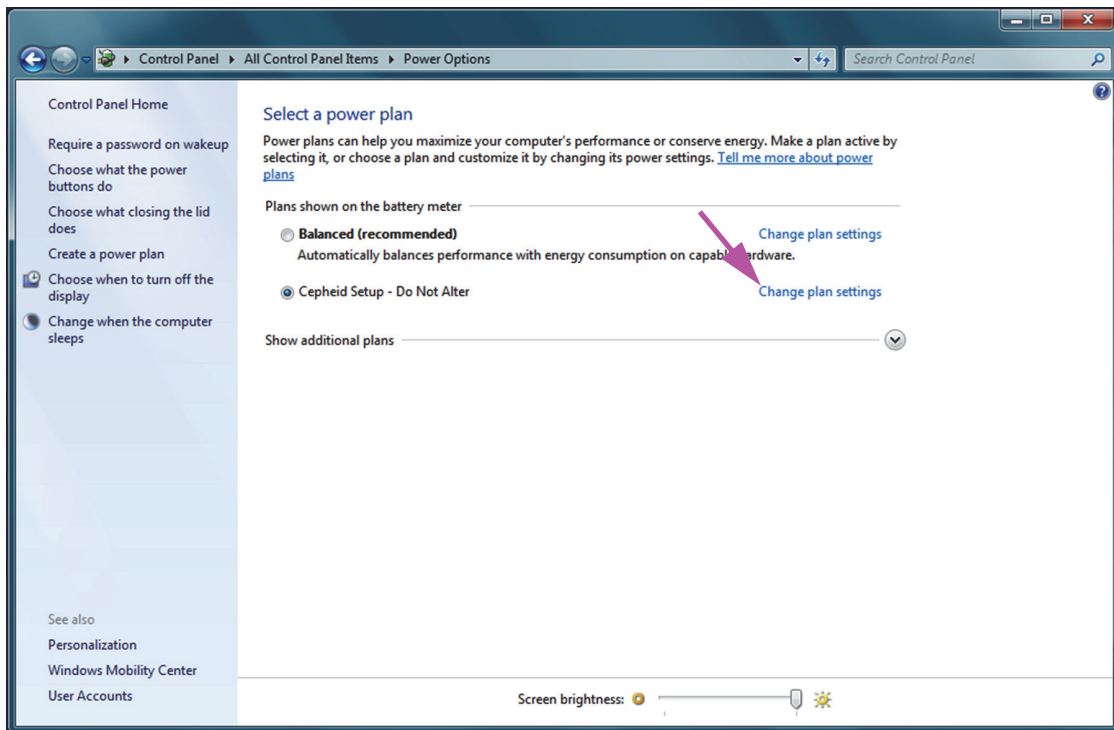 Control Panel ▸ All Control Panel Items ▸ Power Options
Search Control Panel
Control Panel Home
Require a password on wakeup
Choose what the power
buttons do
Choose what closing the lid
does
Create a power plan
Choose when to turn off the
display
Change when the computer
sleeps
See also
Personalization
Windows Mobility Center
User Accounts
Select a power plan
Power plans can help you maximize your computer's performance or conserve energy. Make a plan active by
selecting it, or choose a plan and customize it by changing its power settings. Tell me more about power
plans
Plans shown on the battery meter
Balanced (recommended)
Change plan settings
Automatically balances performance with energy consumption on capable hardware.
Cepheid Setup - Do Not Alter
Change plan settings
Show additional plans
Screen brightness: